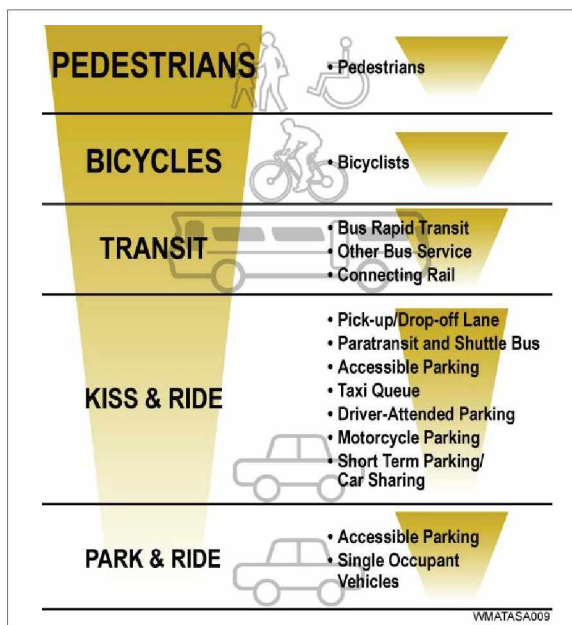 PEDESTRIANS
• Pedestrians
BICYCLES
• Bicyclists
TRANSIT
• Bus Rapid Transit
• Other Bus Service
• Connecting Rail
KISS & RIDE
• Pick-up/Drop-off Lane
• Paratransit and Shuttle Bus
• Accessible Parking
• Taxi Queue
• Driver-Attended Parking
• Motorcycle Parking
• Short Term Parking/
Car Sharing
PARK & RIDE
• Accessible Parking
• Single Occupant
Vehicles
WMATASA009